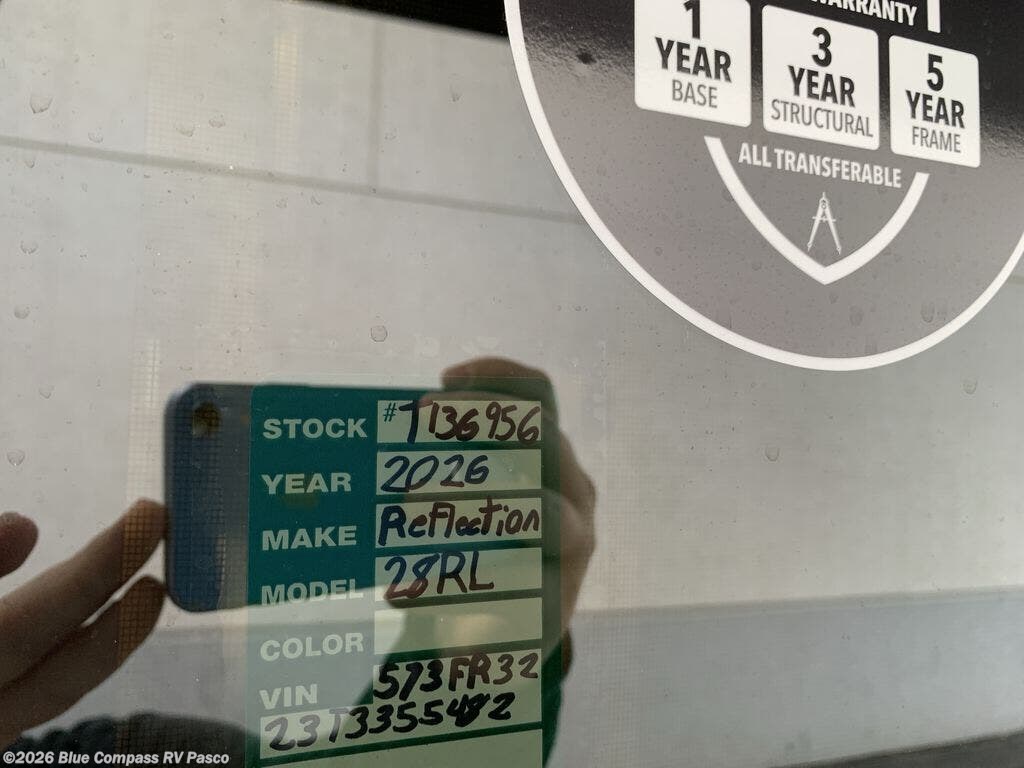 WARRANTY
1 YEAR BASE
3 YEAR STRUCTURAL
5 YEAR FRAME
ALL TRANSFERABLE
STOCK #T136956
YEAR 2026
MAKE Reflection
MODEL 28RL
COLOR
VIN 573FR32
23T3355482
©2026 Blue Compass RV Pasco